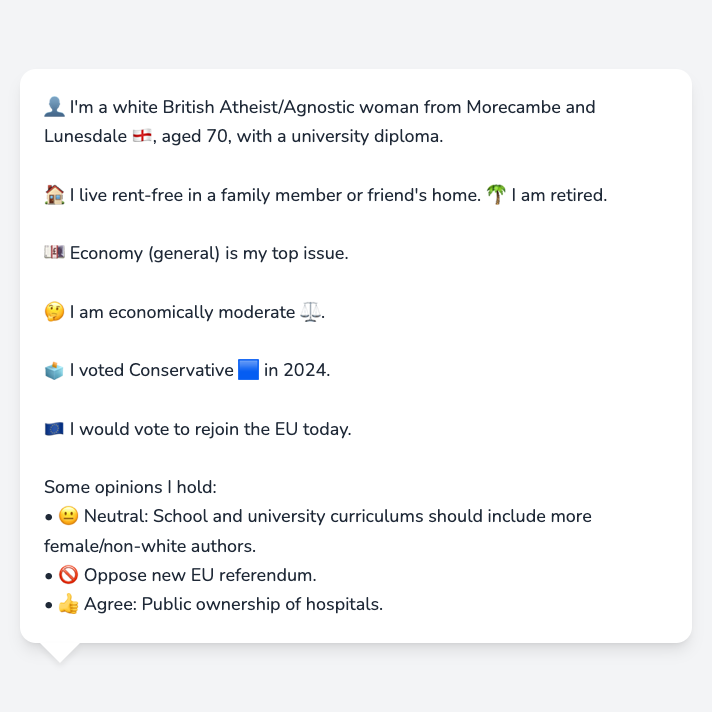 👤 I'm a white British Atheist/Agnostic woman from Morecambe and
Lunesdale 🏴󠁧󠁢󠁥󠁮󠁧󠁿, aged 70, with a university diploma.
🏠 I live rent-free in a family member or friend's home. 🌴 I am retired.
💷 Economy (general) is my top issue.
🤔 I am economically moderate ⚖️.
🗳️ I voted Conservative 🟦 in 2024.
🇪🇺 I would vote to rejoin the EU today.
Some opinions I hold:
• 😐 Neutral: School and university curriculums should include more
female/non-white authors.
• 🚫 Oppose new EU referendum.
• 👍 Agree: Public ownership of hospitals.